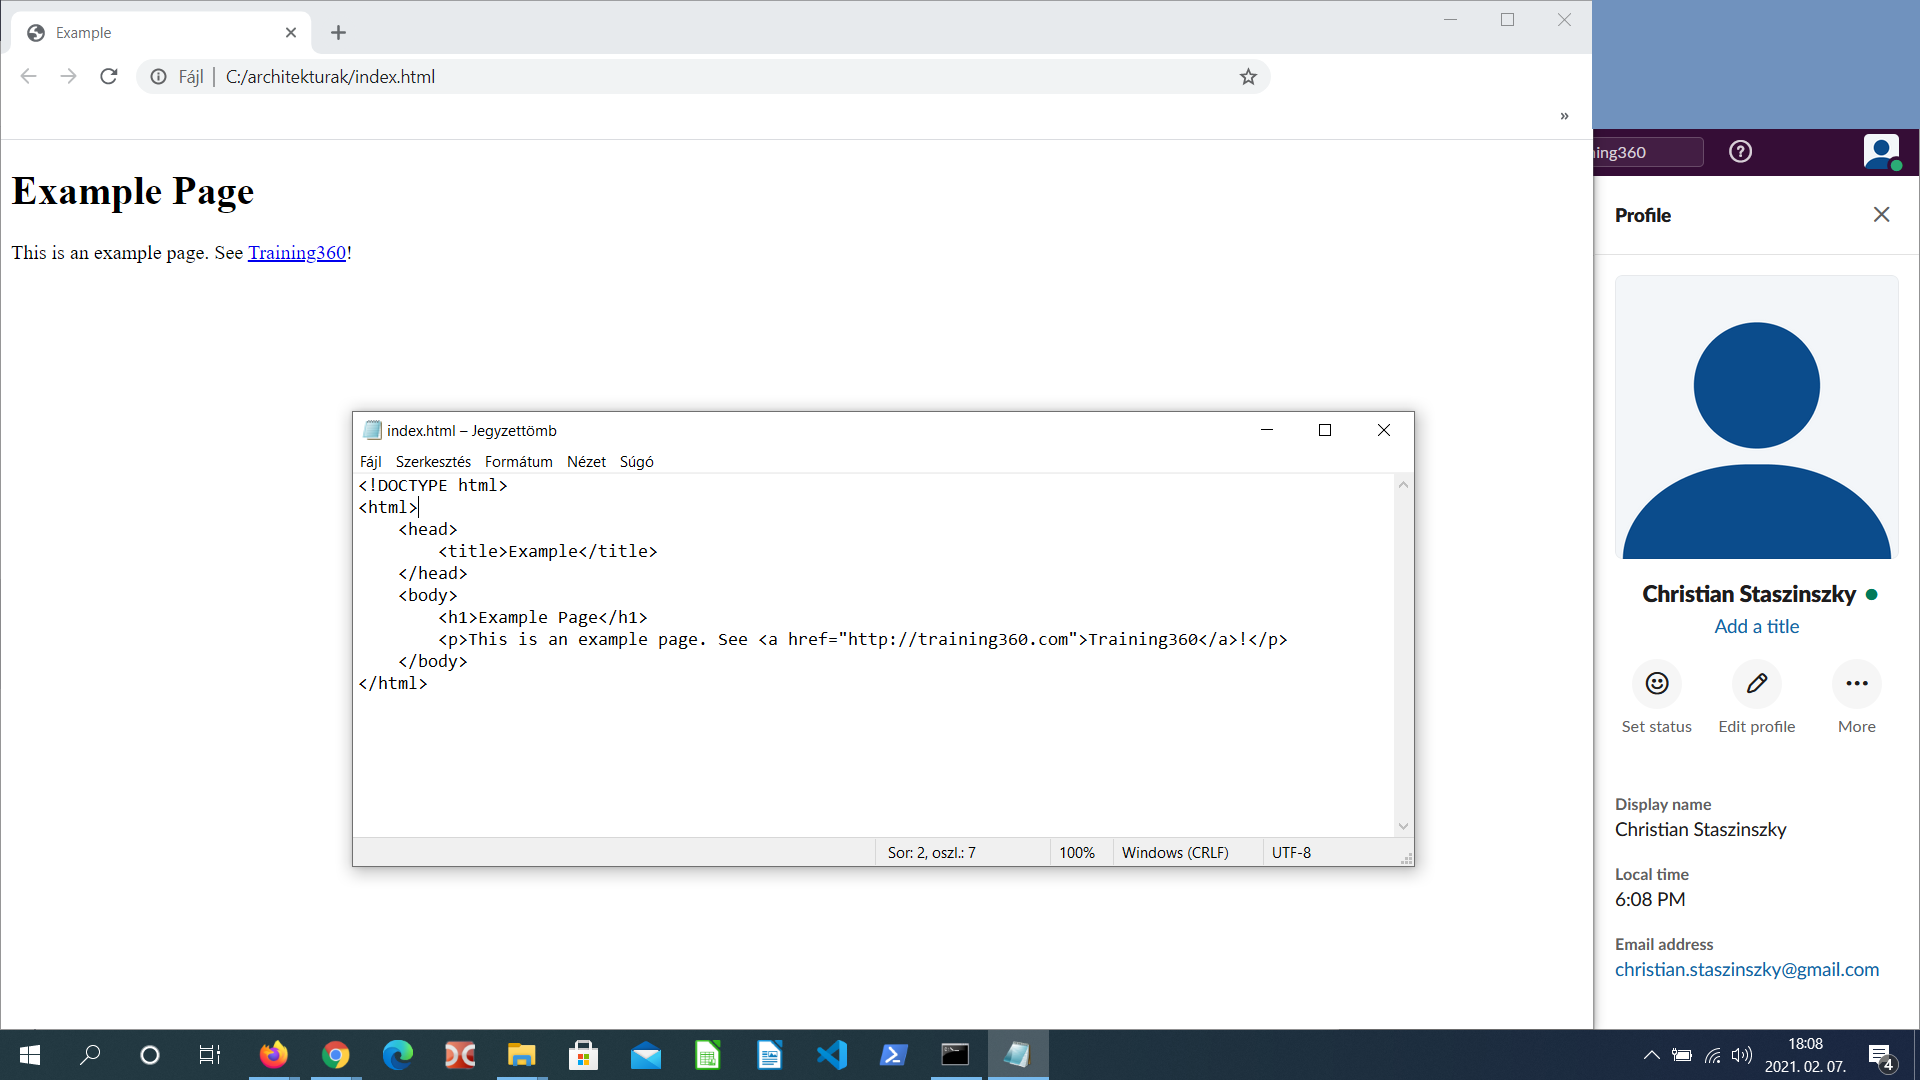 Example
Fájl | C:/architekturak/index.html
»
Example Page
This is an example page. See Training360!
index.html – Jegyzettömb
Fájl Szerkesztés Formátum Nézet Súgó
<!DOCTYPE html>
<html>
    <head>
        <title>Example</title>
    </head>
    <body>
        <h1>Example Page</h1>
        <p>This is an example page. See <a href="http://training360.com">Training360</a>!</p>
    </body>
</html>
Sor: 2, oszl.: 7 100% Windows (CRLF) UTF-8
ning360
Profile
Christian Staszinszky
Add a title
Set status Edit profile More
Display name
Christian Staszinszky
Local time
6:08 PM
Email address
christian.staszinszky@gmail.com
18:08
2021. 02. 07.
4